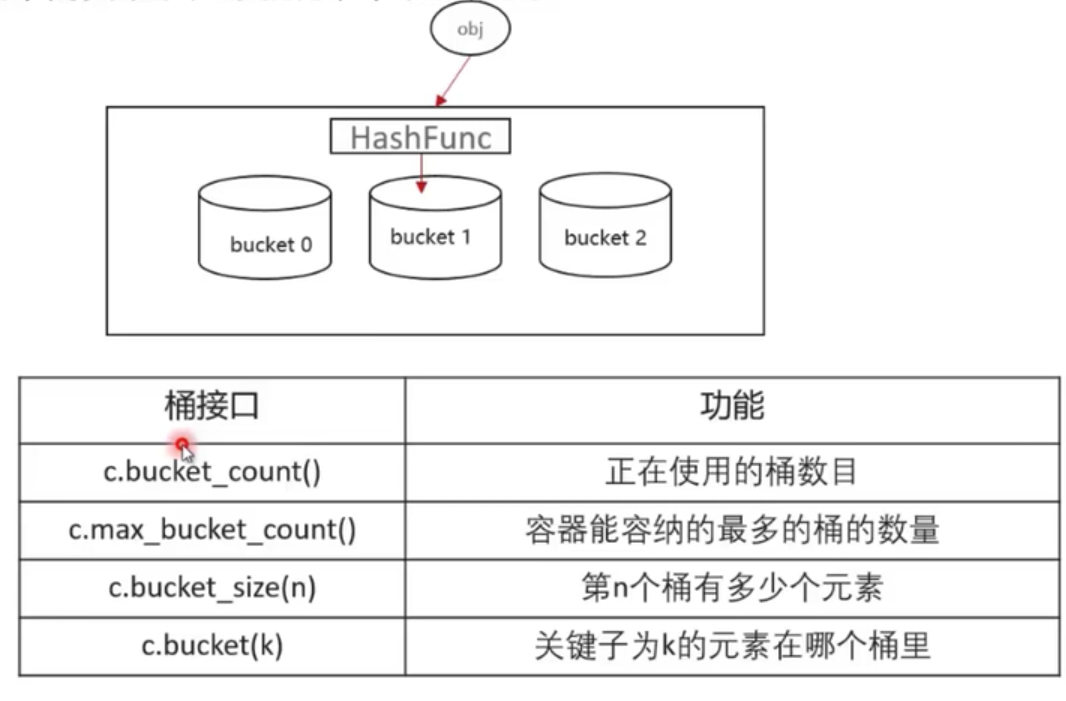 obj
HashFunc
bucket 0
bucket 1
bucket 2
桶接口
功能
c.bucket_count()
正在使用的桶数目
c.max_bucket_count()
容器能容纳的最多的桶的数量
c.bucket_size(n)
第n个桶有多少个元素
c.bucket(k)
关键子为k的元素在哪个桶里